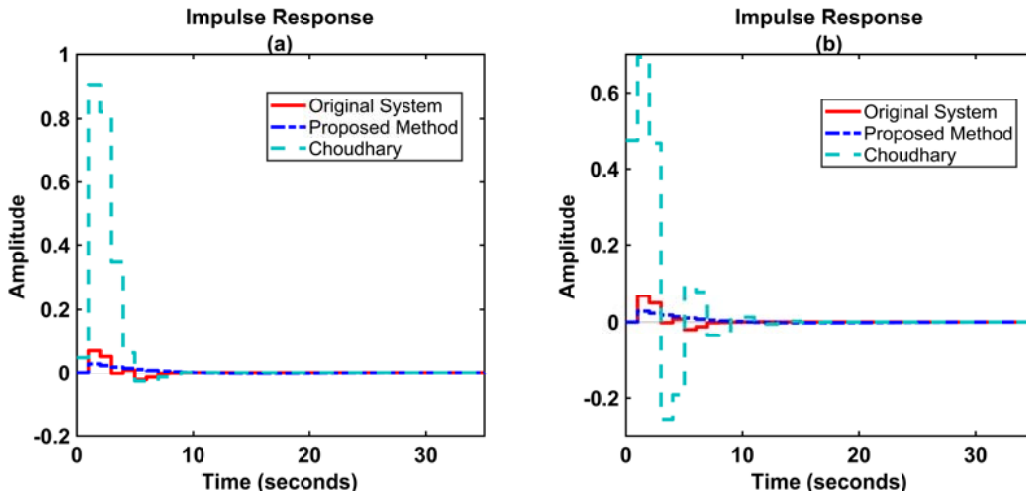 Impulse Response
(a)
1
0.8
0.6
0.4
0.2
0
-0.2
Amplitude
Original System
Proposed Method
Choudhary
0
10
20
30
Time (seconds)
Impulse Response
(b)
0.6
0.4
0.2
0
-0.2
Amplitude
Original System
Proposed Method
Choudhary
0
10
20
30
Time (seconds)